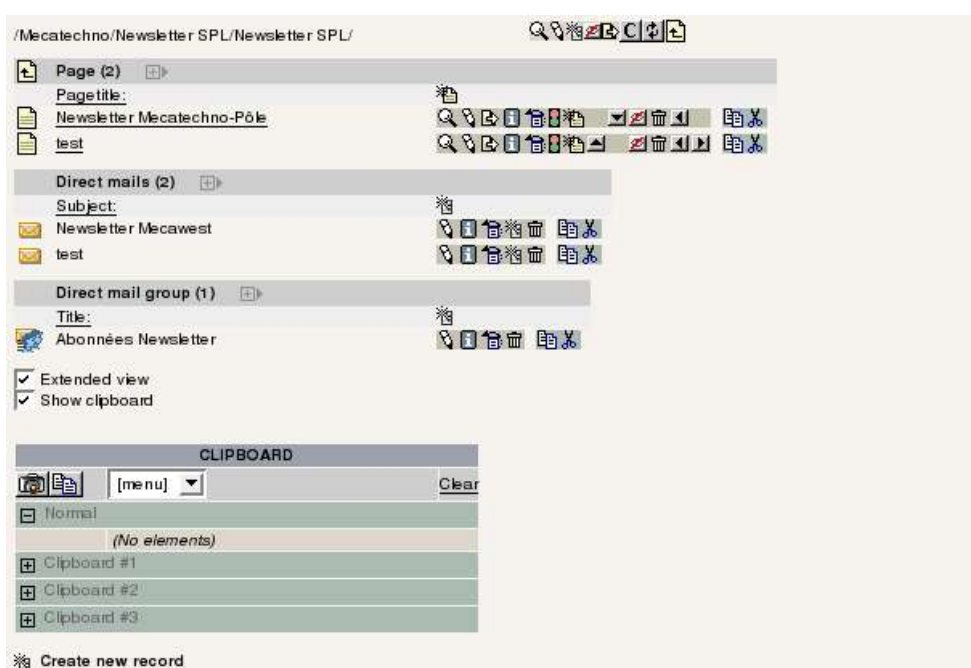 /Mecatechno/Newsletter SPL/Newsletter SPL/
Page (2)
Pagetitle:
Newsletter Mecatechno-Pôle
test
Direct mails (2)
Subject:
Newsletter Mecawest
test
Direct mail group (1)
Title:
Abonnées Newsletter
Extended view
Show clipboard
CLIPBOARD
[menu] Clear
Normal
(No elements)
Clipboard #1
Clipboard #2
Clipboard #3
Create new record